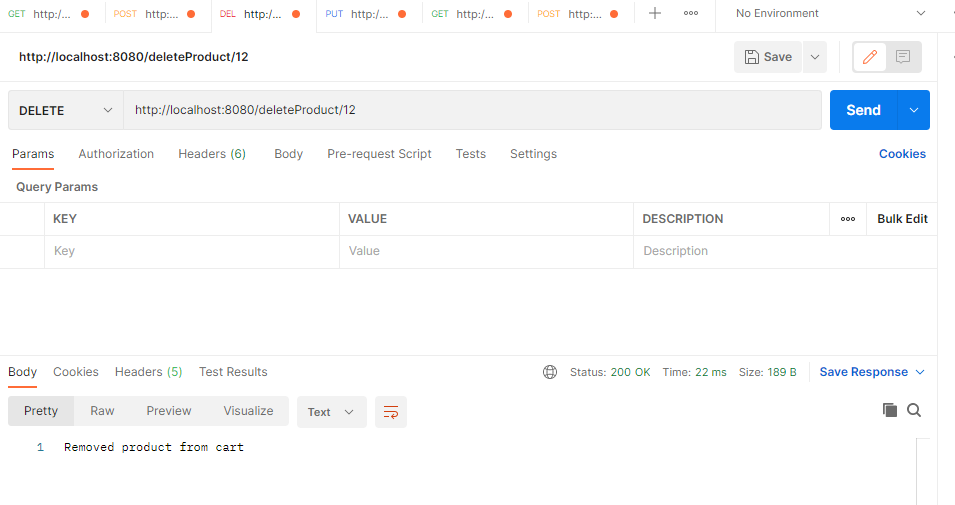 GET http:/... POST http:... DEL http:/... PUT http:/... GET http:/... POST http:... + ooo No Environment
http://localhost:8080/deleteProduct/12 Save
DELETE http://localhost:8080/deleteProduct/12 Send
Params Authorization Headers (6) Body Pre-request Script Tests Settings Cookies
Query Params
KEY VALUE DESCRIPTION ooo Bulk Edit
Key Value Description
Body Cookies Headers (5) Test Results Status: 200 OK Time: 22 ms Size: 189 B Save Response
Pretty Raw Preview Visualize Text
1 Removed product from cart